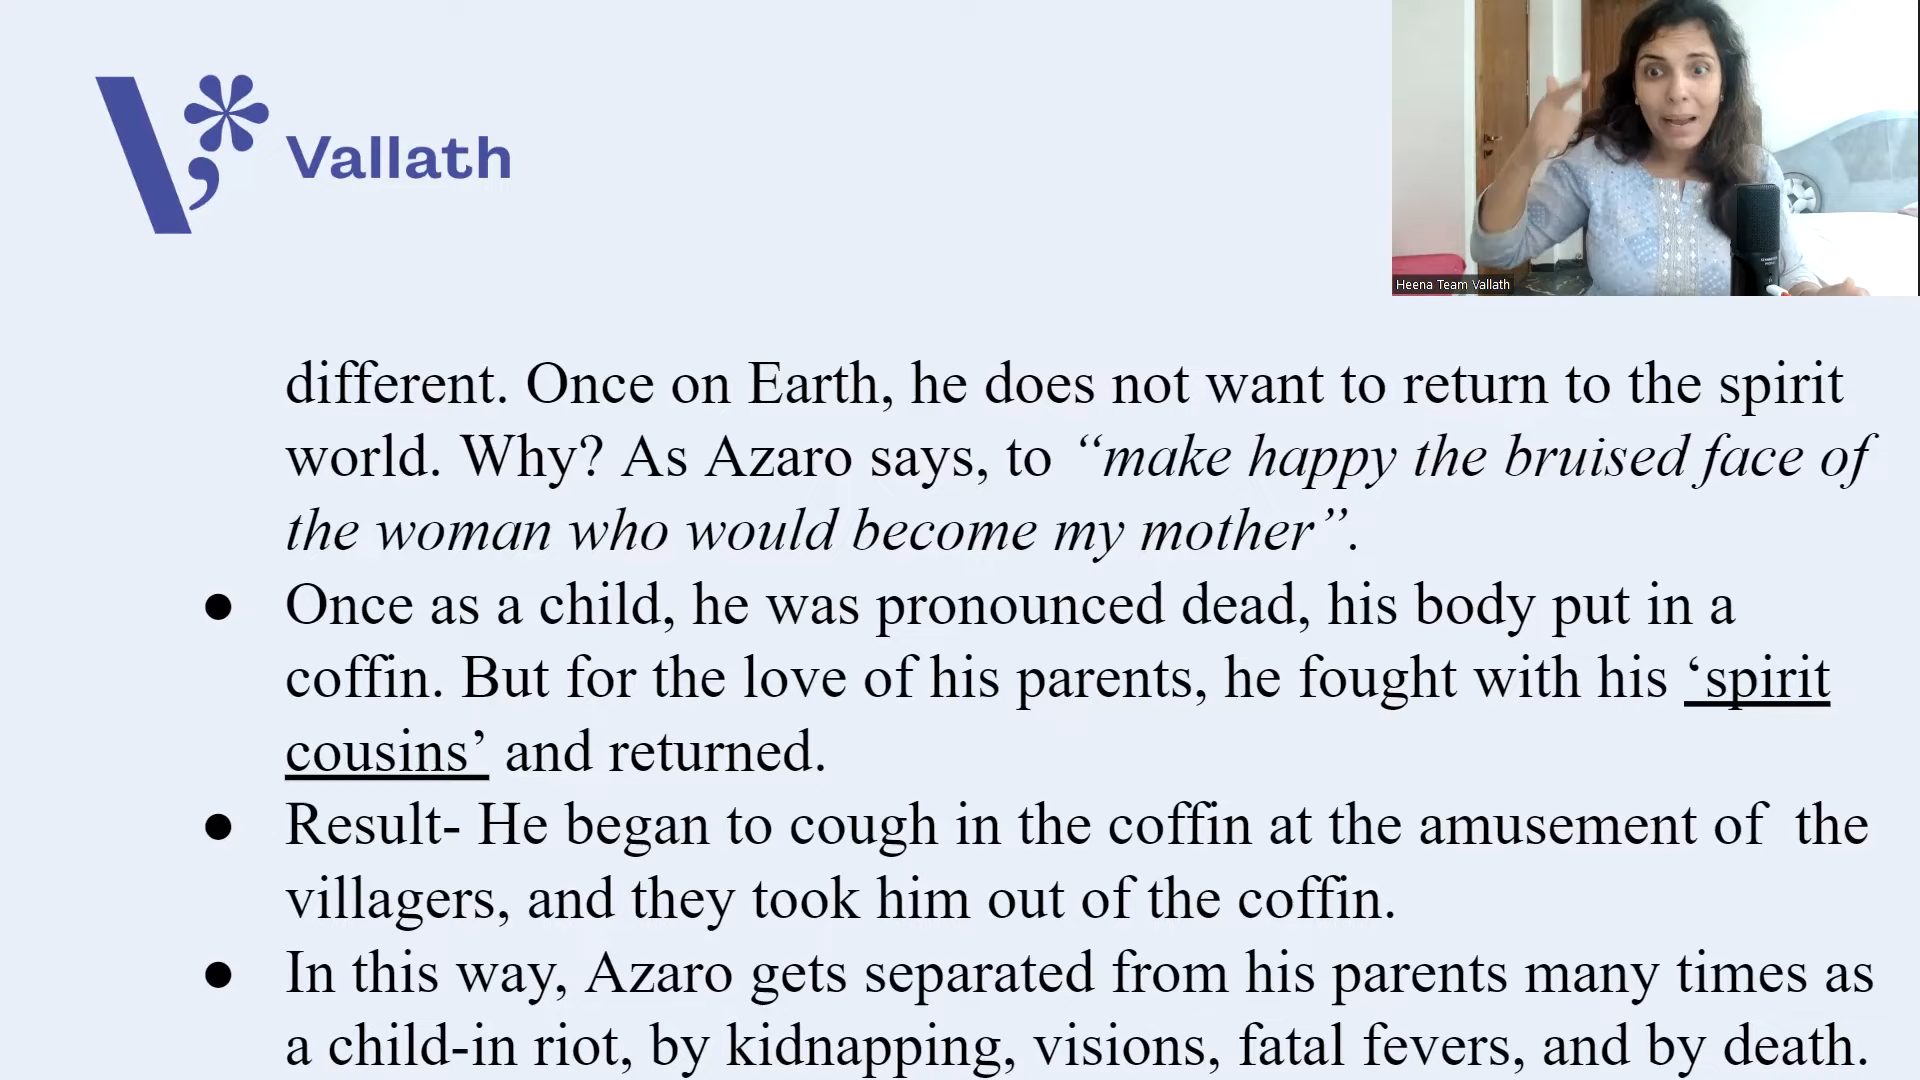 Vallath
Heena Team Vallath
different. Once on Earth, he does not want to return to the spirit
world. Why? As Azaro says, to “make happy the bruised face of
the woman who would become my mother”.
● Once as a child, he was pronounced dead, his body put in a
coffin. But for the love of his parents, he fought with his ‘spirit
cousins’ and returned.
● Result- He began to cough in the coffin at the amusement of  the
villagers, and they took him out of the coffin.
● In this way, Azaro gets separated from his parents many times as
a child-in riot, by kidnapping, visions, fatal fevers, and by death.